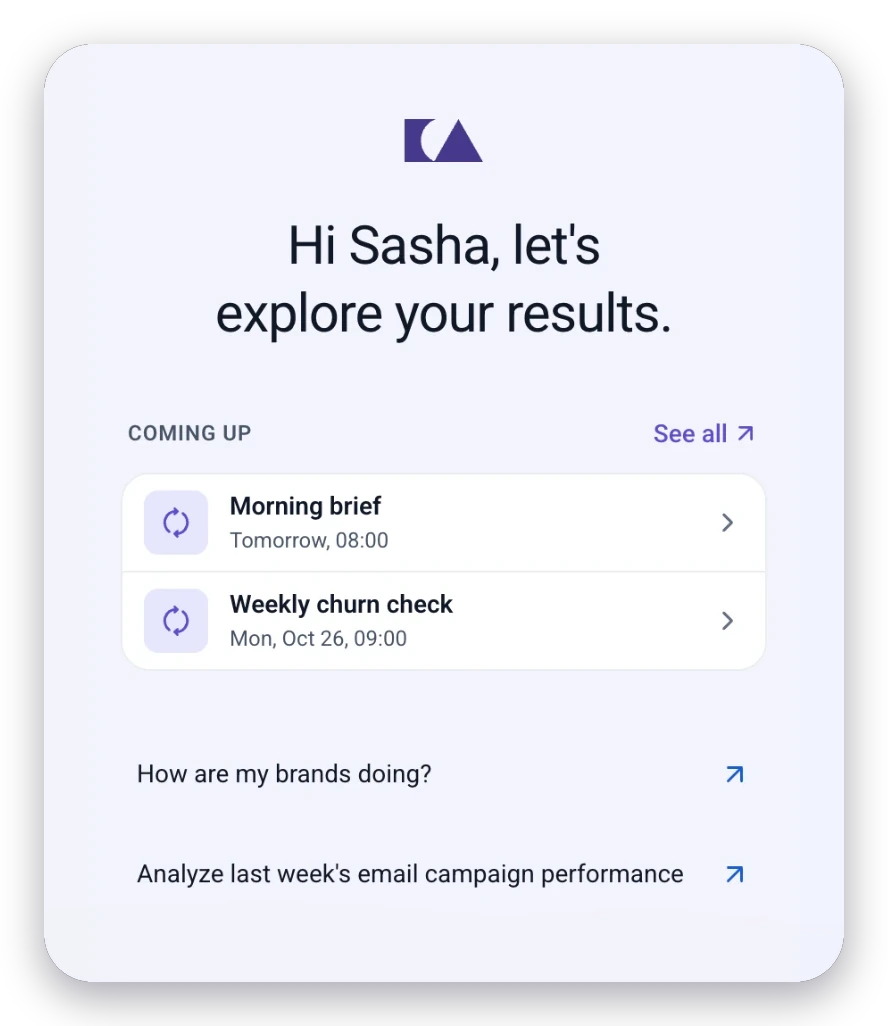 Hi Sasha, let's
explore your results.
COMING UP
See all
Morning brief
Tomorrow, 08:00
Weekly churn check
Mon, Oct 26, 09:00
How are my brands doing?
Analyze last week's email campaign performance